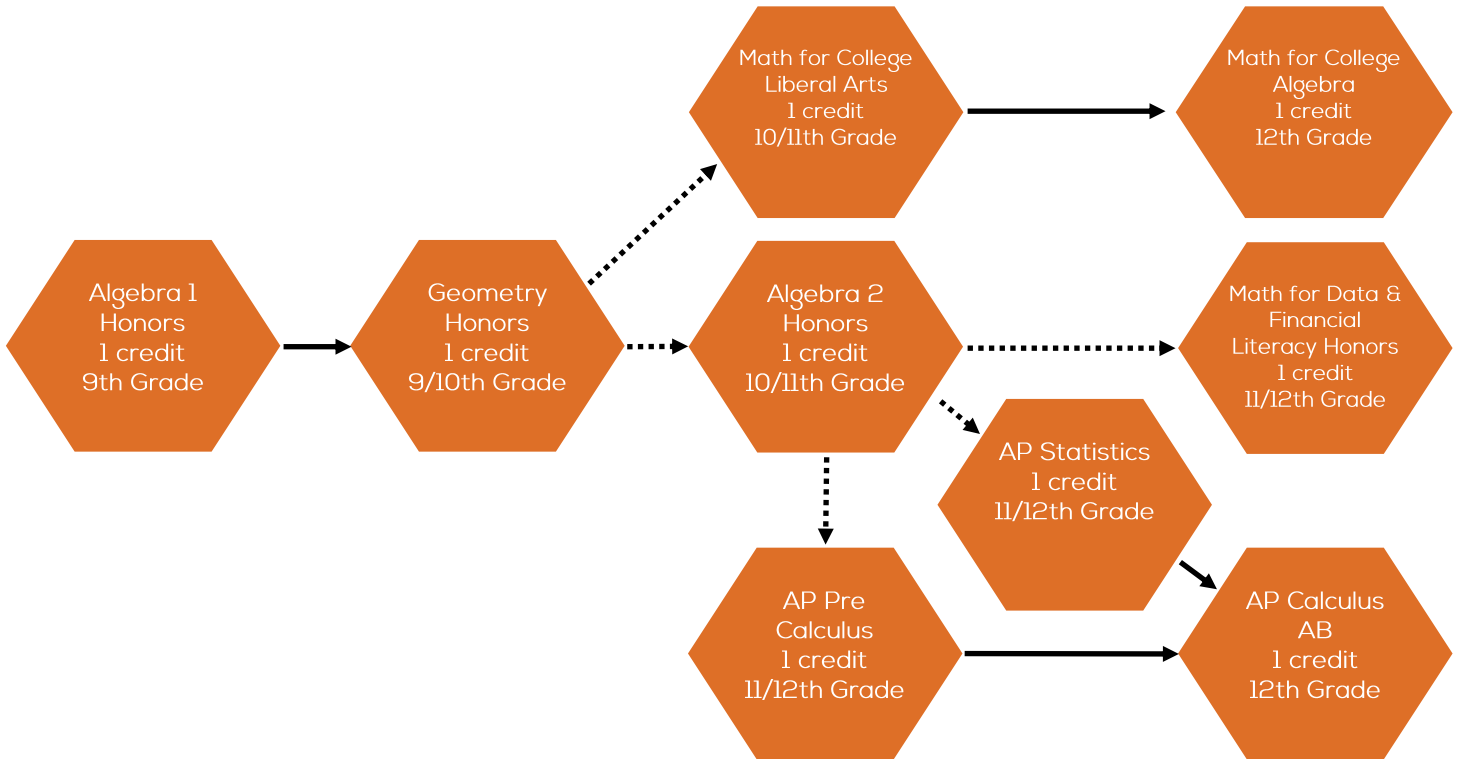 Math for College
Liberal Arts
1 credit
10/11th Grade
Math for College
Algebra
1 credit
12th Grade
Algebra 1
Honors
1 credit
9th Grade
Geometry
Honors
1 credit
9/10th Grade
Algebra 2
Honors
1 credit
10/11th Grade
Math for Data &
Financial
Literacy Honors
1 credit
11/12th Grade
AP Statistics
1 credit
11/12th Grade
AP Pre
Calculus
1 credit
11/12th Grade
AP Calculus
AB
1 credit
12th Grade